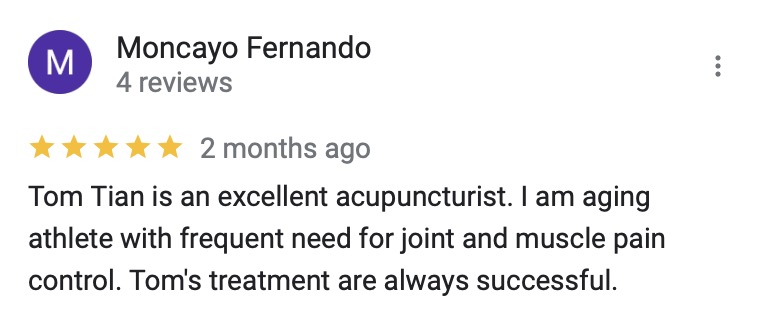 M
Moncayo Fernando
4 reviews
2 months ago
Tom Tian is an excellent acupuncturist. I am aging
athlete with frequent need for joint and muscle pain
control. Tom's treatment are always successful.